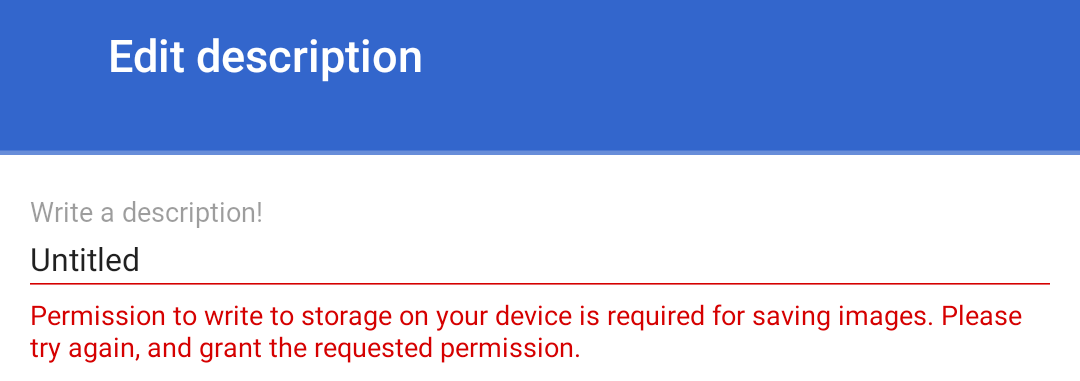 Edit description
Write a description!
Untitled
Permission to write to storage on your device is required for saving images. Please
try again, and grant the requested permission.